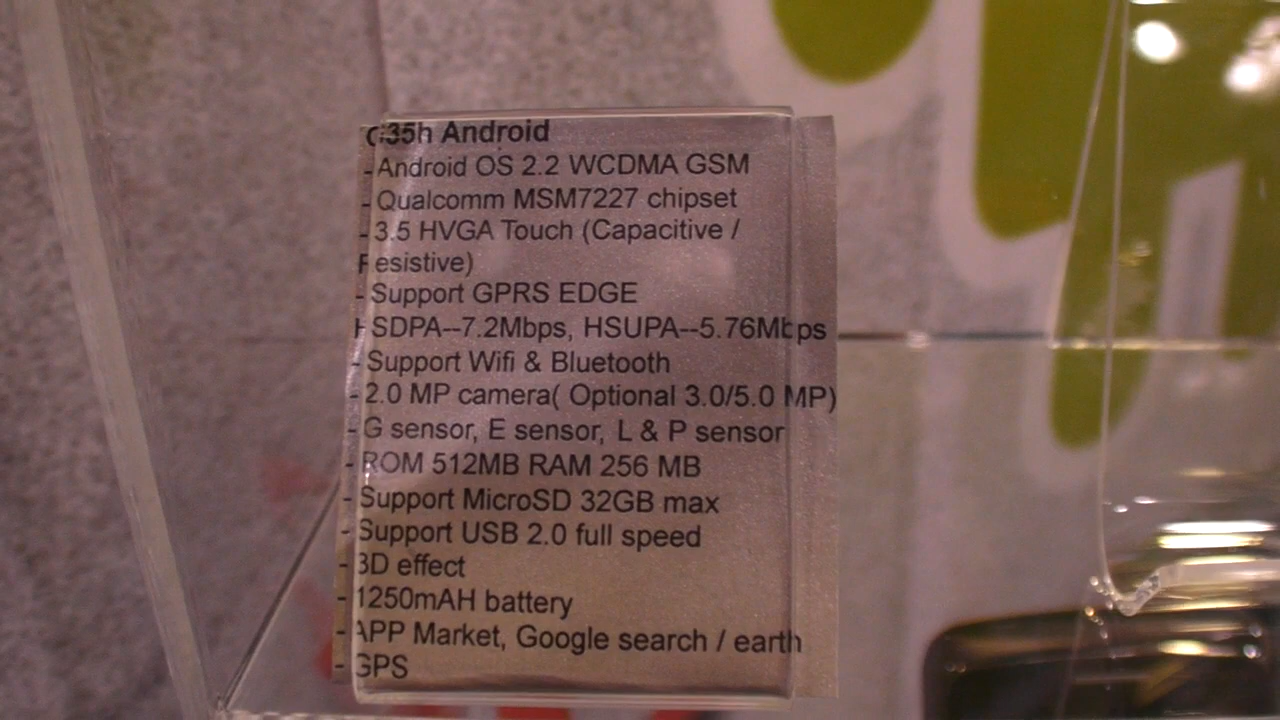 G35h Android
- Android OS 2.2 WCDMA GSM
- Qualcomm MSM7227 chipset
- 3.5 HVGA Touch (Capacitive /
Resistive)
- Support GPRS EDGE
HSDPA--7.2Mbps, HSUPA--5.76Mbps
- Support Wifi & Bluetooth
- 2.0 MP camera( Optional 3.0/5.0 MP)
- G sensor, E sensor, L & P sensor
- ROM 512MB RAM 256 MB
- Support MicroSD 32GB max
- Support USB 2.0 full speed
- 3D effect
- 1250mAH battery
- APP Market, Google search / earth
- GPS